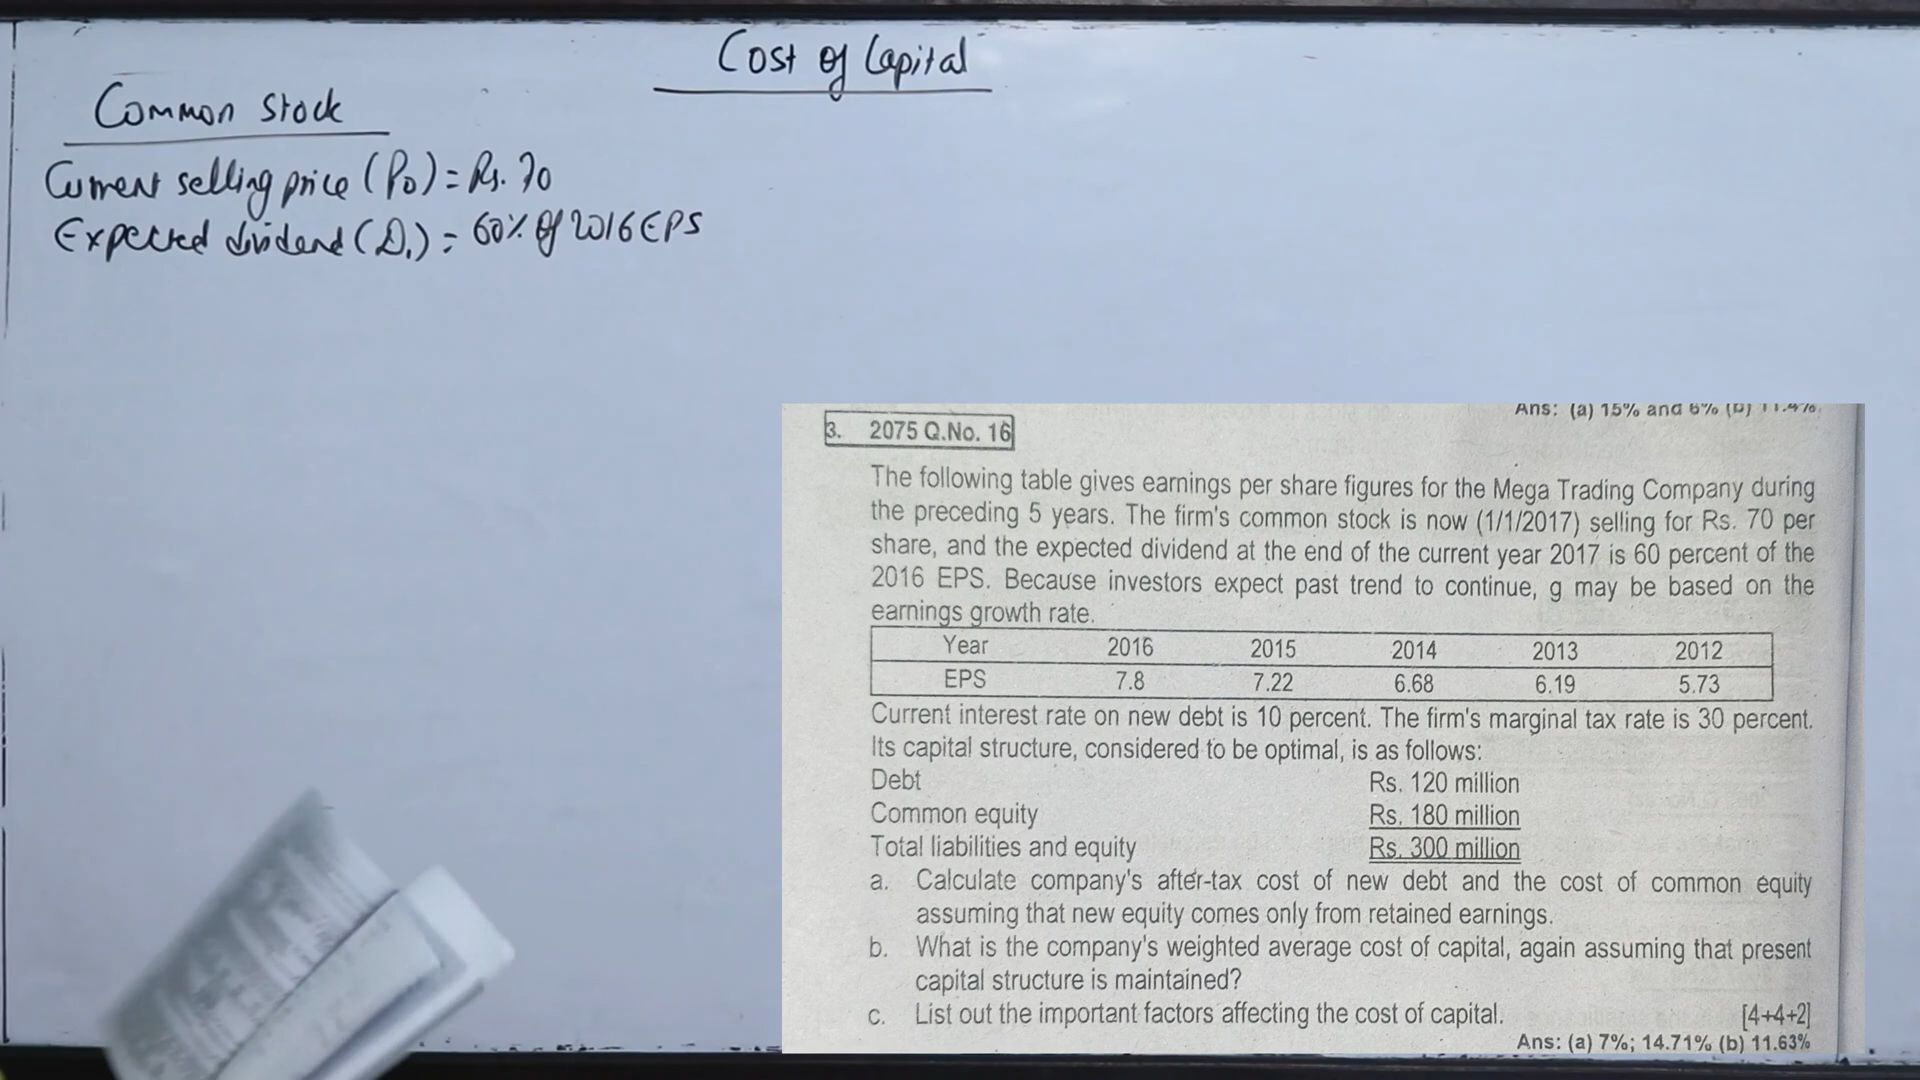 Cost of Capital
Common stock
Current selling price (P0) = Rs. 70
Expected dividend (D1) = 60% of 2016 EPS
Ans: (a) 15% and 6% (b) 11.4%
3. 2075 Q.No. 16
The following table gives earnings per share figures for the Mega Trading Company during
the preceding 5 years. The firm's common stock is now (1/1/2017) selling for Rs. 70 per
share, and the expected dividend at the end of the current year 2017 is 60 percent of the
2016 EPS. Because investors expect past trend to continue, g may be based on the
earnings growth rate.
Year 2016 2015 2014 2013 2012
EPS 7.8 7.22 6.68 6.19 5.73
Current interest rate on new debt is 10 percent. The firm's marginal tax rate is 30 percent.
Its capital structure, considered to be optimal, is as follows:
Debt Rs. 120 million
Common equity Rs. 180 million
Total liabilities and equity Rs. 300 million
a. Calculate company's after-tax cost of new debt and the cost of common equity
assuming that new equity comes only from retained earnings.
b. What is the company's weighted average cost of capital, again assuming that present
capital structure is maintained?
c. List out the important factors affecting the cost of capital. [4+4+2]
Ans: (a) 7%; 14.71% (b) 11.63%